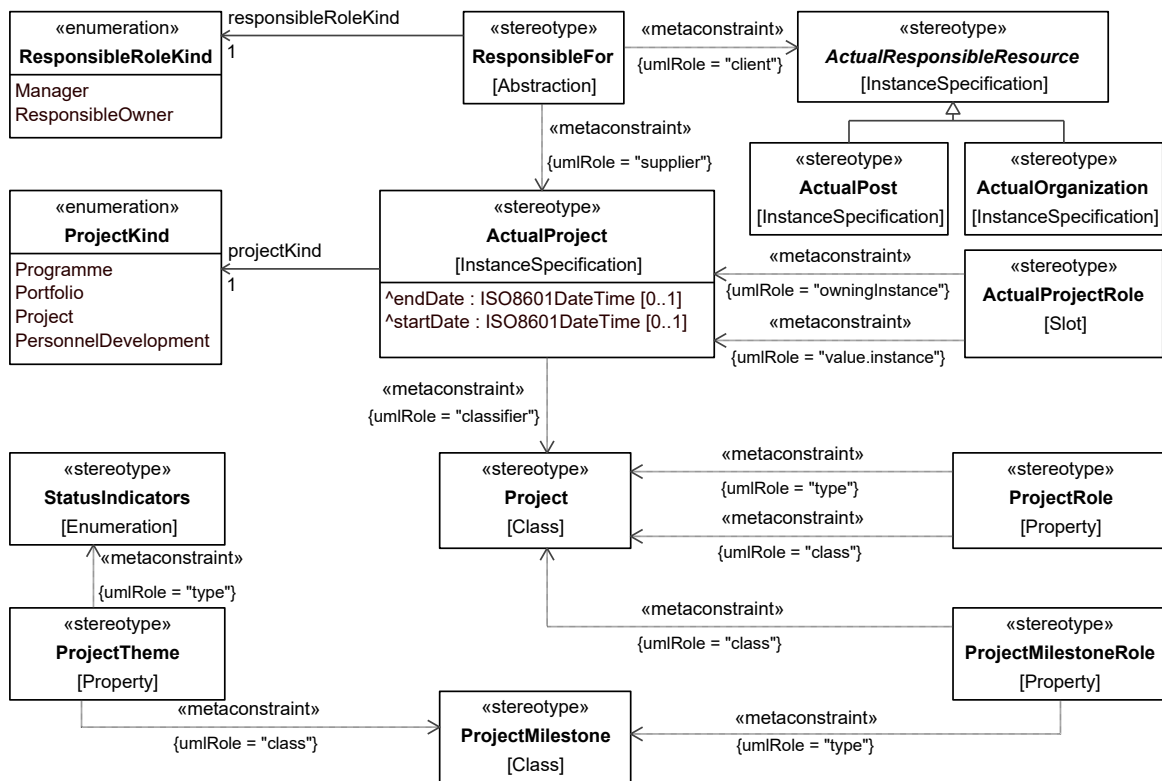 «enumeration»
ResponsibleRoleKind
Manager
ResponsibleOwner
responsibleRoleKind
1
«stereotype»
ResponsibleFor
[Abstraction]
«metaconstraint»
{umlRole = "client"}
«stereotype»
ActualResponsibleResource
[InstanceSpecification]
«metaconstraint»
{umlRole = "supplier"}
«stereotype»
ActualPost
[InstanceSpecification]
«stereotype»
ActualOrganization
[InstanceSpecification]
«enumeration»
ProjectKind
Programme
Portfolio
Project
PersonnelDevelopment
projectKind
1
«stereotype»
ActualProject
[InstanceSpecification]
^endDate : ISO8601DateTime [0..1]
^startDate : ISO8601DateTime [0..1]
«metaconstraint»
{umlRole = "owningInstance"}
«metaconstraint»
{umlRole = "value.instance"}
«stereotype»
ActualProjectRole
[Slot]
«metaconstraint»
{umlRole = "classifier"}
«stereotype»
StatusIndicators
[Enumeration]
«stereotype»
Project
[Class]
«metaconstraint»
{umlRole = "type"}
«metaconstraint»
{umlRole = "class"}
«stereotype»
ProjectRole
[Property]
«metaconstraint»
{umlRole = "type"}
«stereotype»
ProjectTheme
[Property]
«metaconstraint»
{umlRole = "class"}
«stereotype»
ProjectMilestoneRole
[Property]
«metaconstraint»
{umlRole = "class"}
«stereotype»
ProjectMilestone
[Class]
«metaconstraint»
{umlRole = "type"}